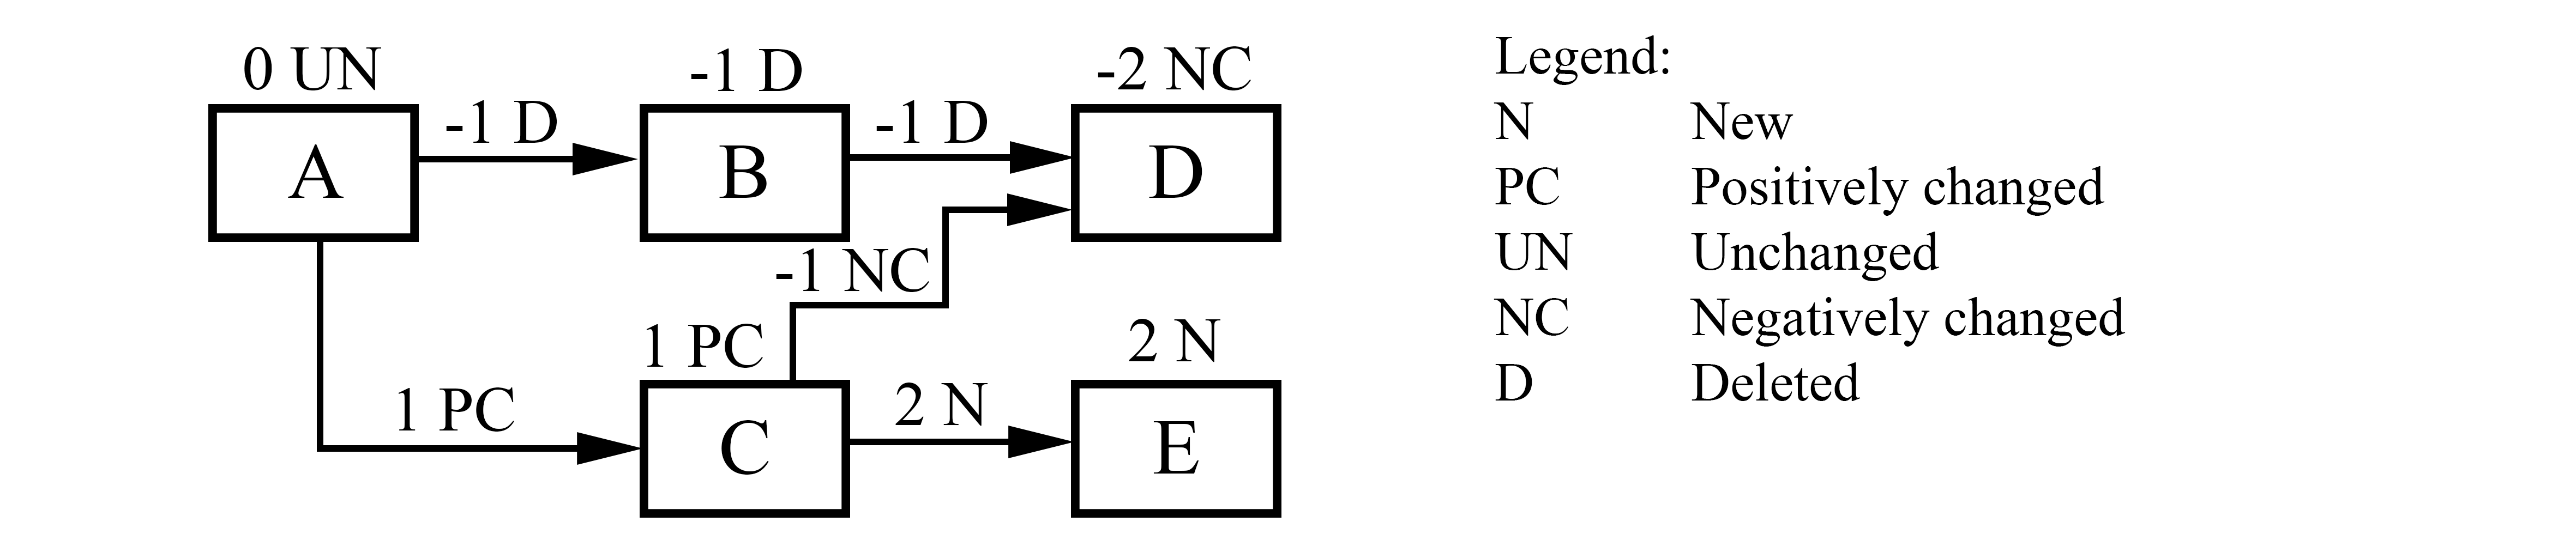 0 UN
-1 D
-2 NC
-1 D
-1 D
A
B
D
-1 NC
1 PC
2 N
1 PC
2 N
C
E
Legend:
N New
PC Positively changed
UN Unchanged
NC Negatively changed
D Deleted